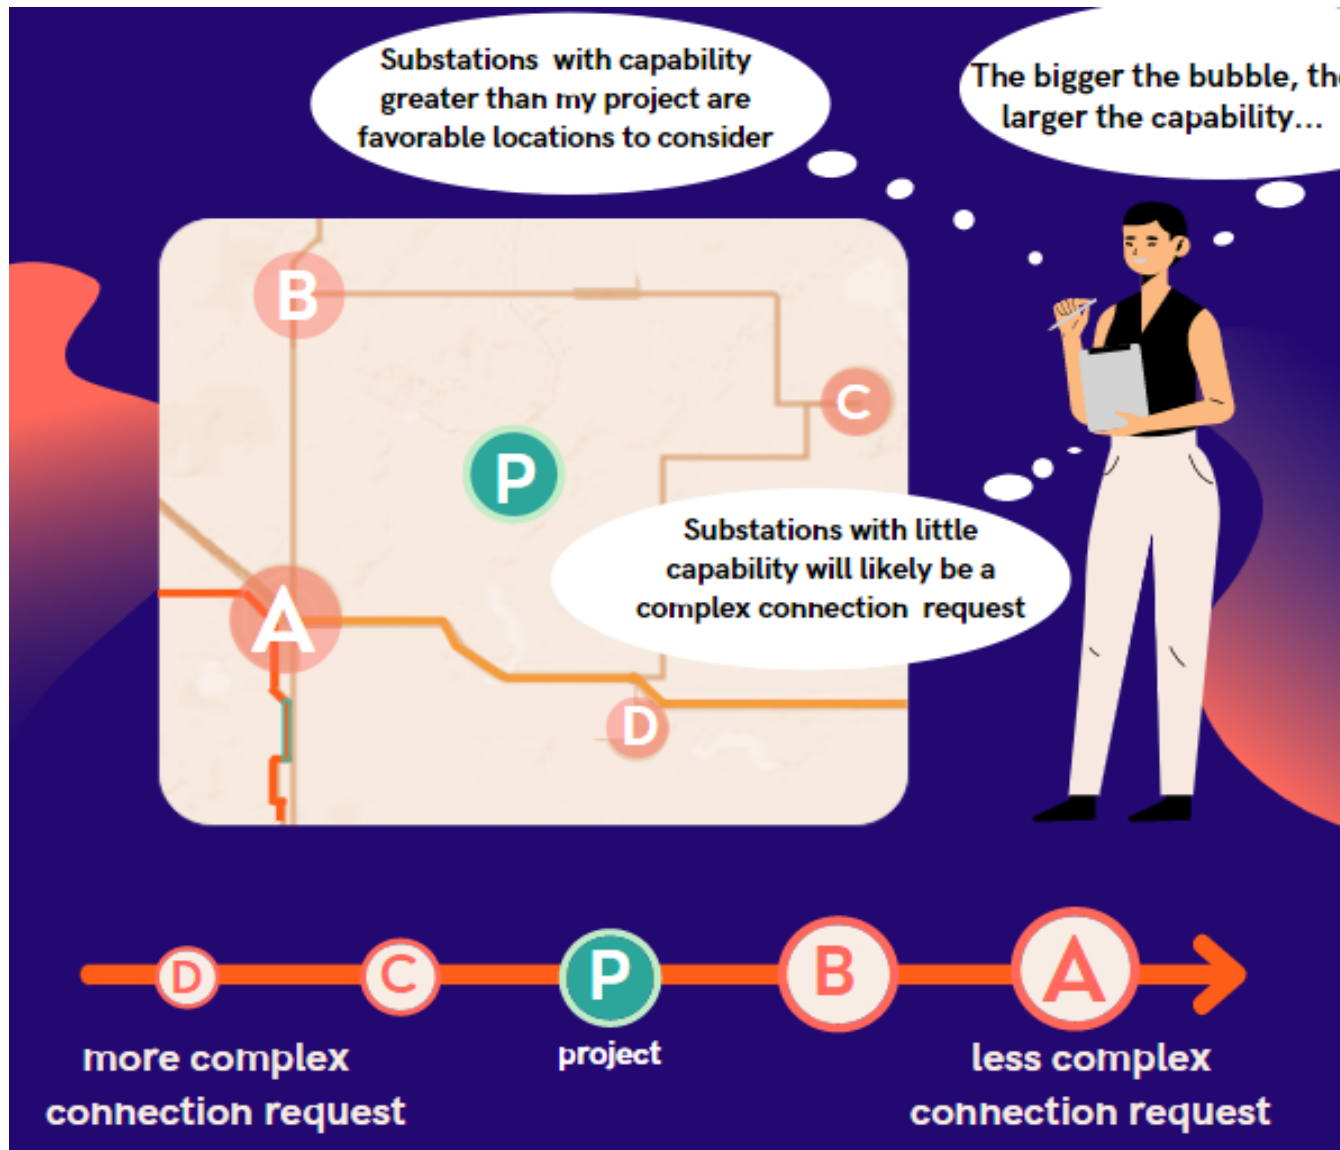 Substations with capability
greater than my project are
favorable locations to consider
The bigger the bubble, the
larger the capability...
B
C
P
Substations with little
capability will likely be a
complex connection request
A
D
D
C
P
B
A
more complex
connection request
project
less complex
connection request